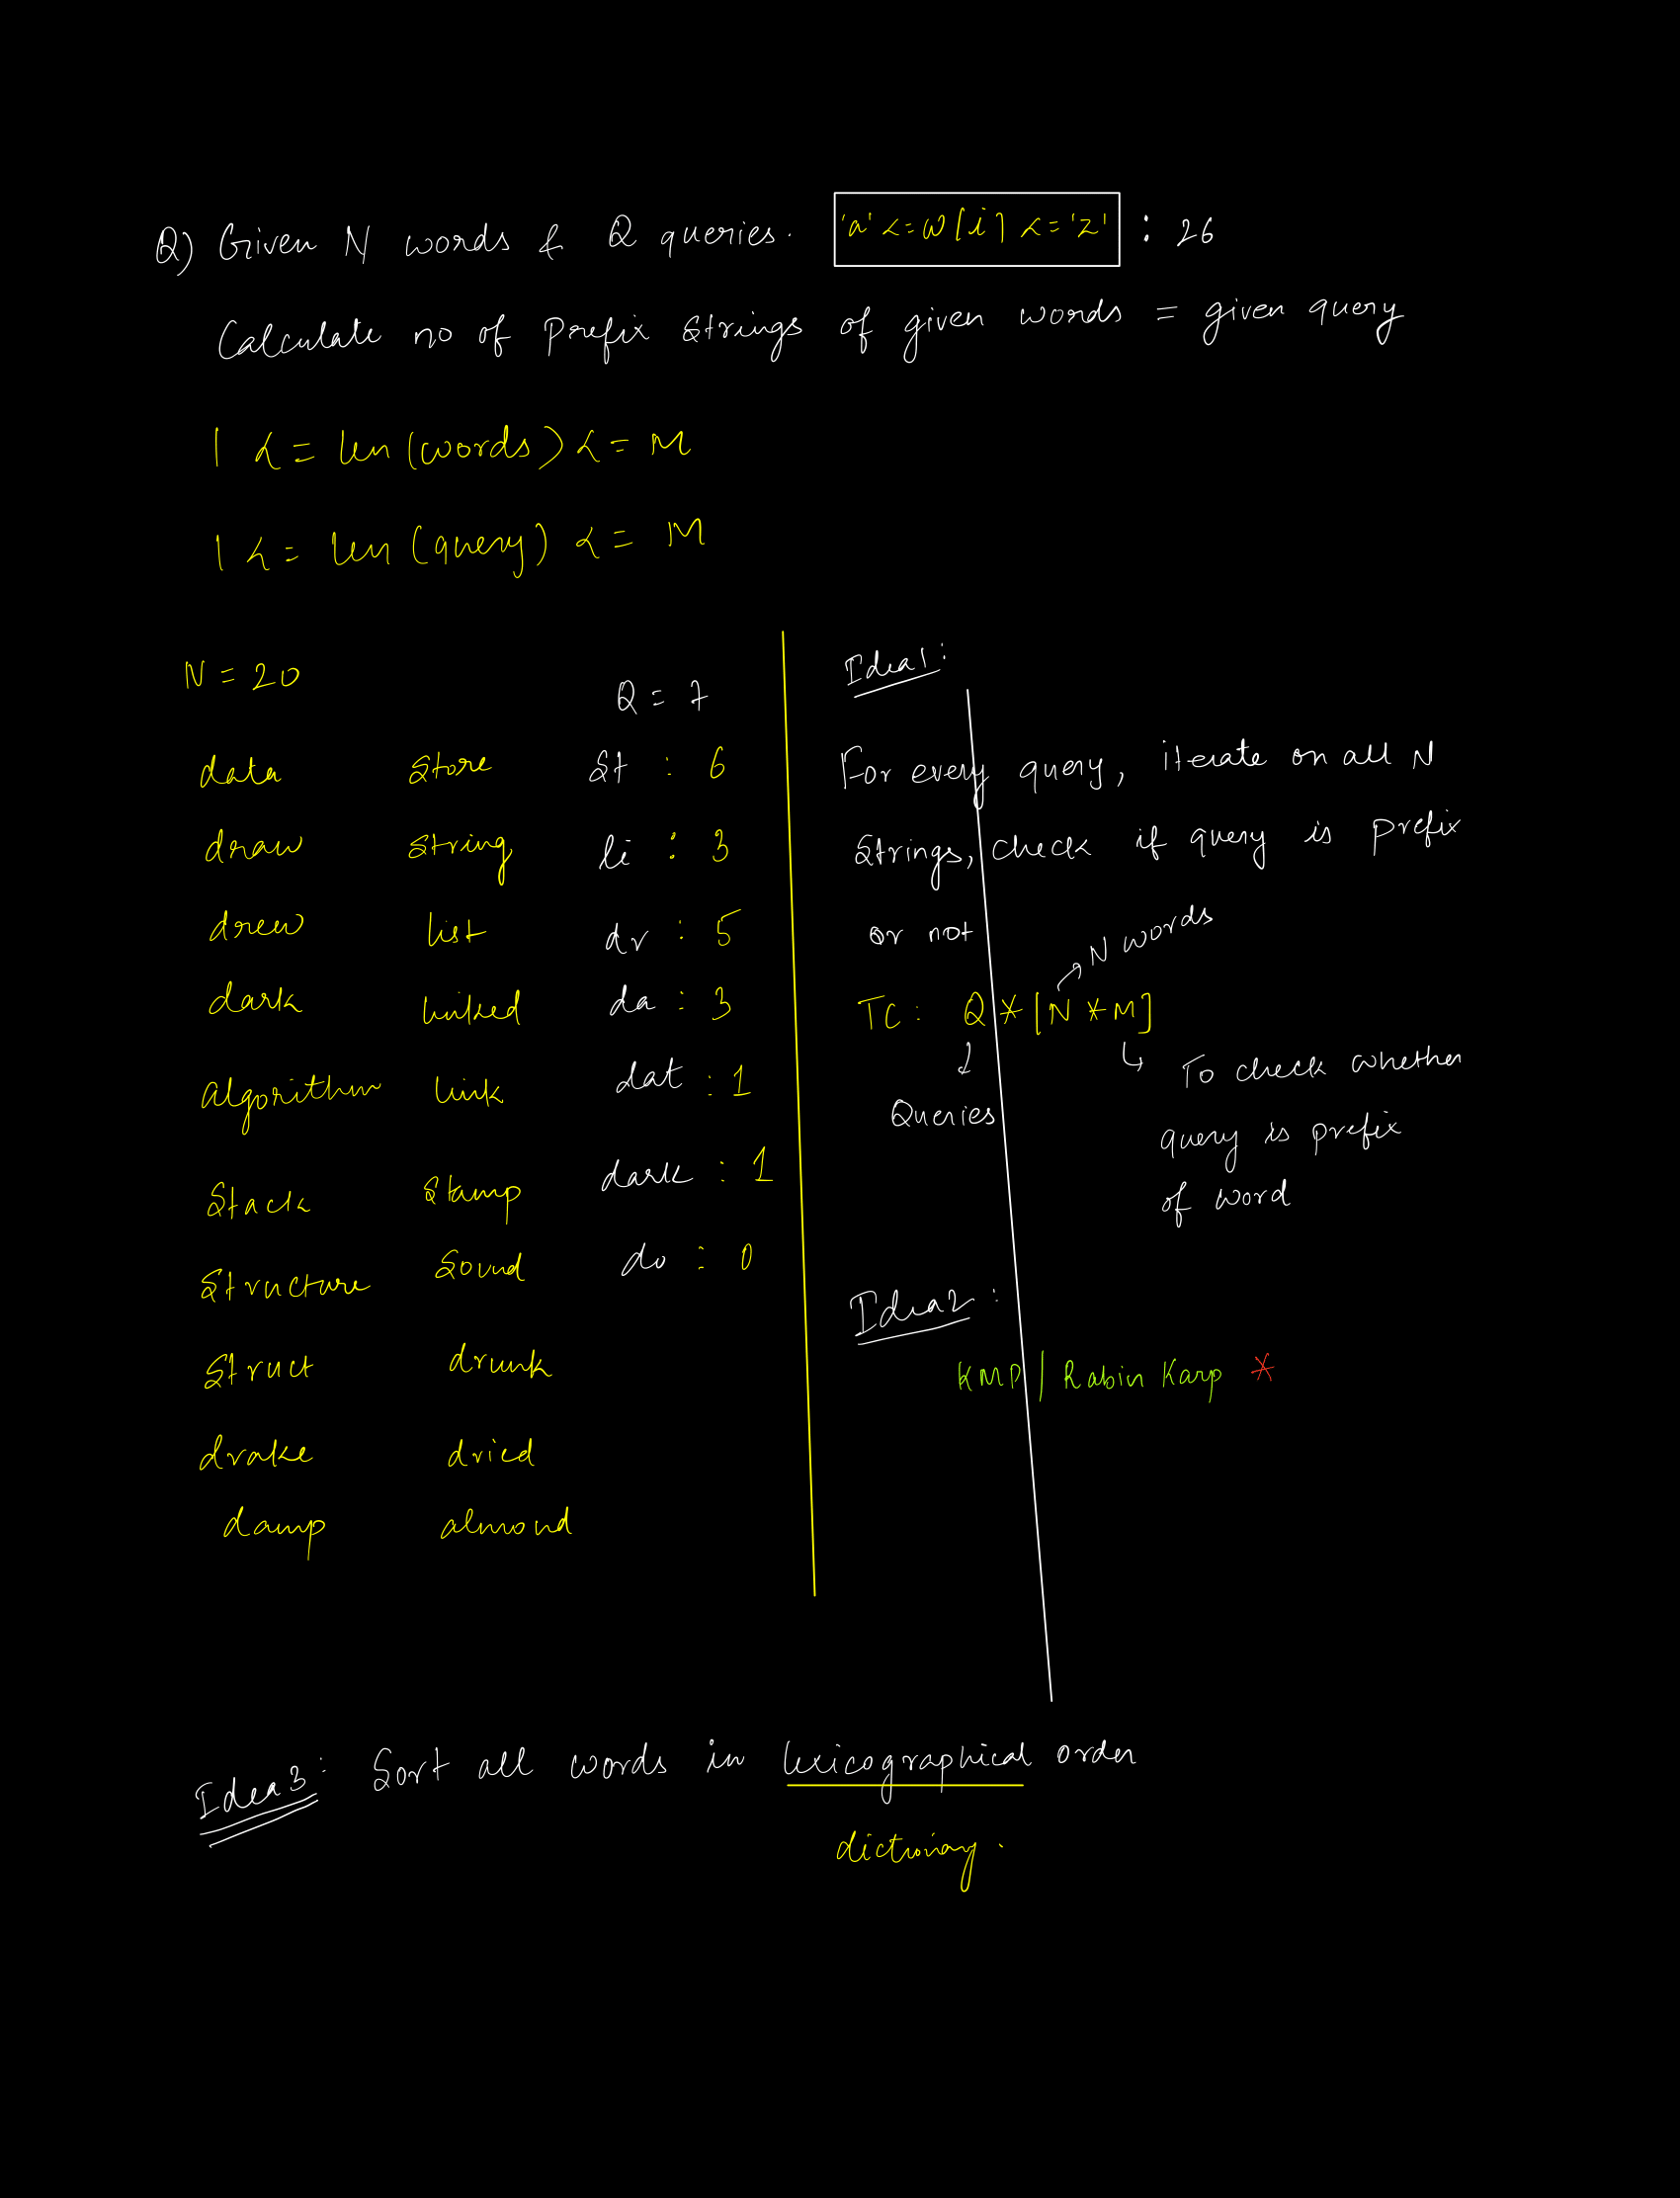 Q) Given N words & Q queries. 'a' <= w[i] <= 'z' : 26
Calculate no of prefix strings of given words = given query
1 <= len(words) <= M
1 <= len(query) <= M
N = 20
Q = 7
data store st : 6
draw string li : 3
drew list dr : 5
dark linked da : 3
algorithm link dat : 1
stack stamp dark : 1
structure sound do : 0
struct drunk
drake dried
damp almond
Idea1:
For every query, iterate on all N
strings, check if query is prefix
or not
N words
TC : Q * [N * M]
Queries
To check whether
query is prefix
of word
Idea2 :
KMP | Rabin Karp *
Idea3: Sort all words in lexicographical order
dictionary.